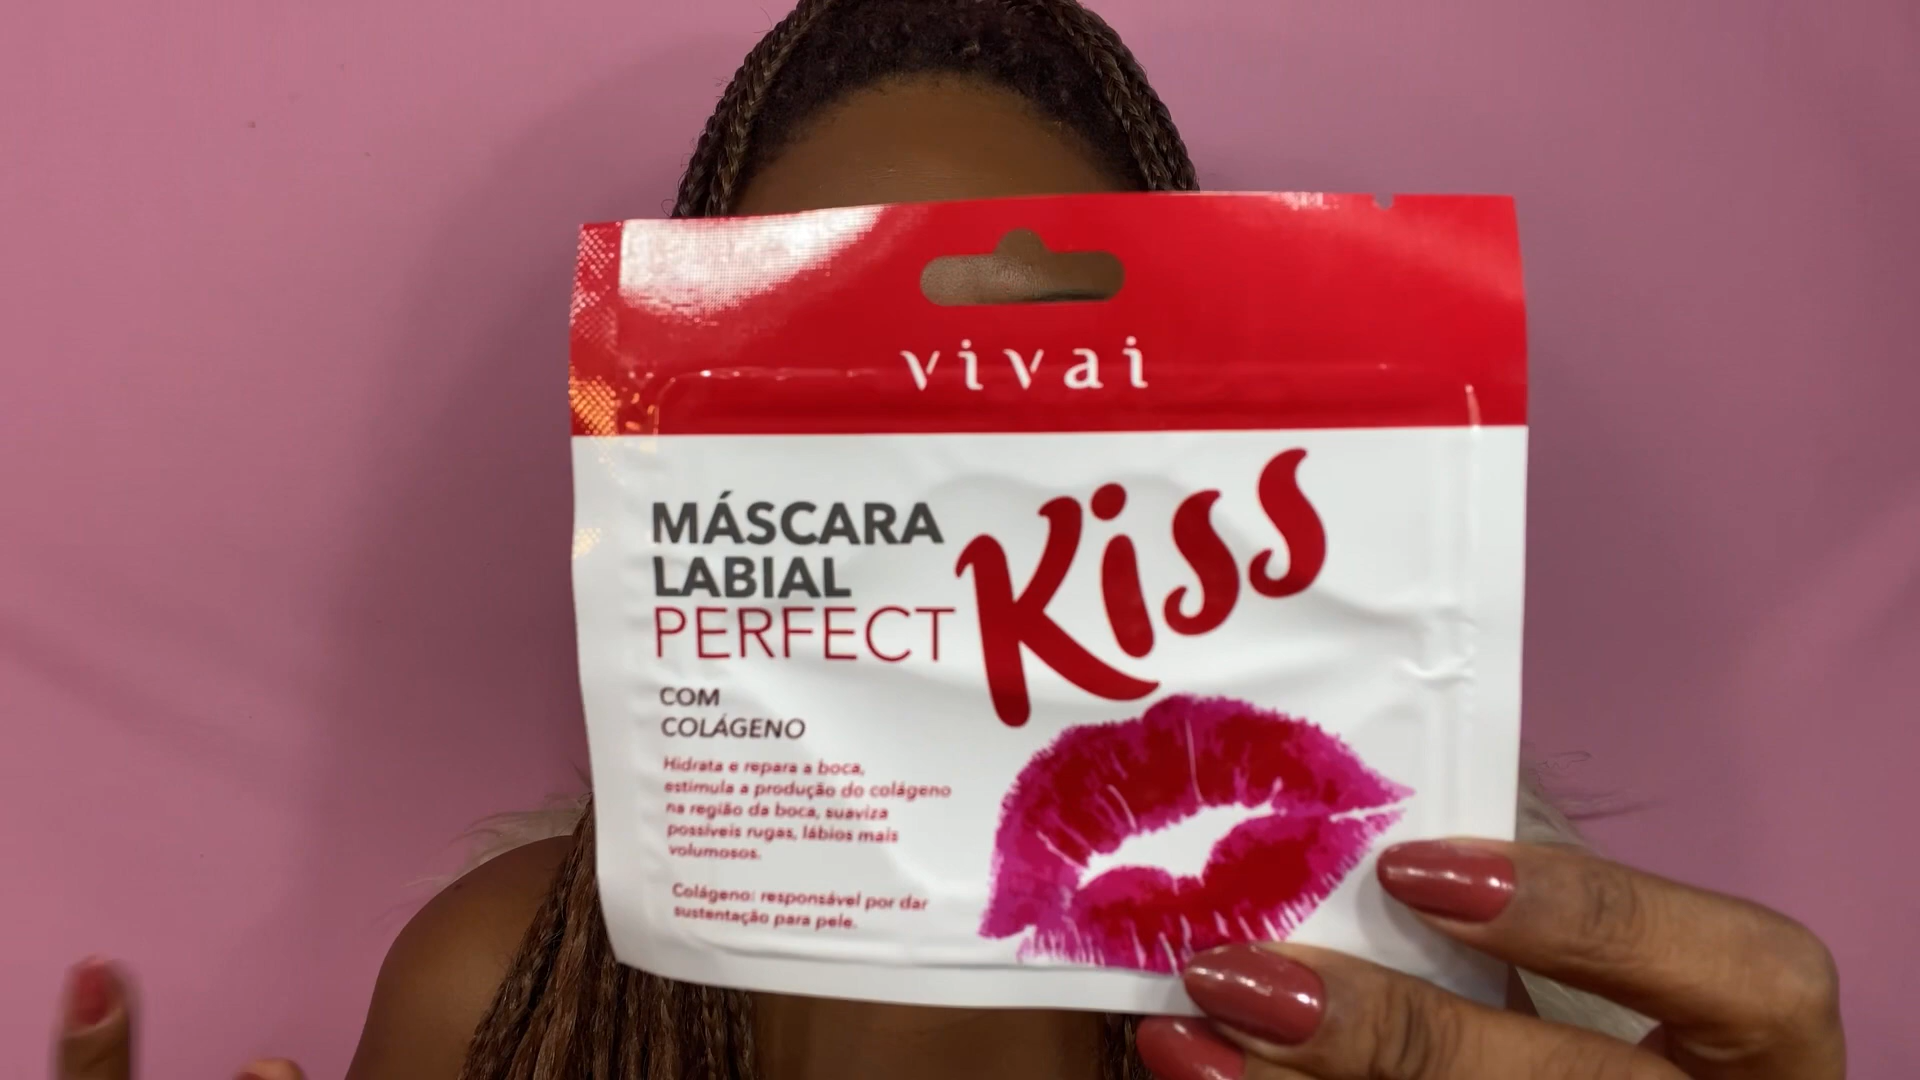 vivai
MÁSCARA
LABIAL
PERFECT
Kiss
COM
COLÁGENO
Hidrata e repara a boca,
estimula a produção do colágeno
na região da boca, suaviza
possíveis rugas, lábios mais
volumosos.
Colágeno: responsável por dar
sustentação para pele.